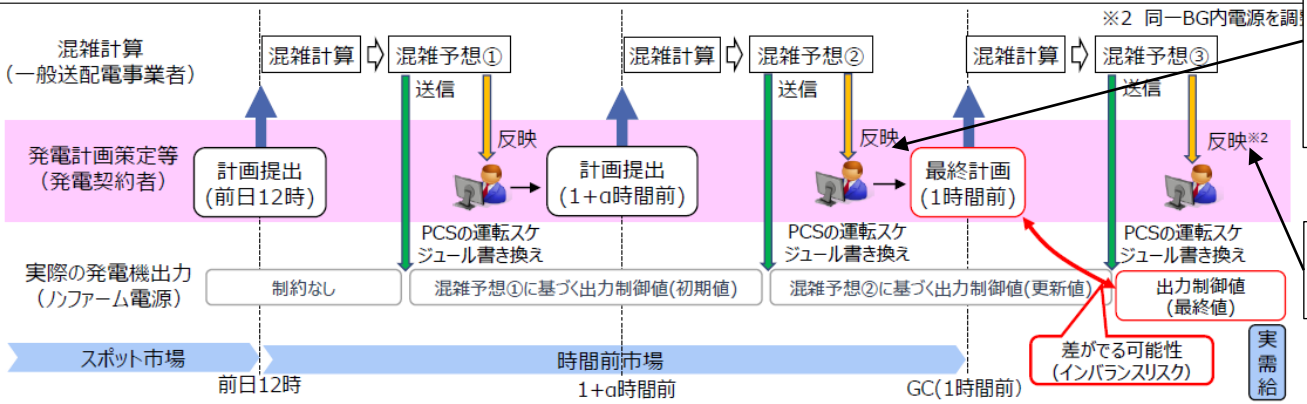 ※2 同一BG内電源を調
混雑計算
(一般送配電事業者)
混雑計算
混雑予想①
混雑計算
混雑予想②
混雑計算
混雑予想③
送信
送信
送信
反映
反映
反映※2
発電計画策定等
(発電契約者)
計画提出
(前日12時)
計画提出
(1+α時間前)
最終計画
(1時間前)
PCSの運転スケ
ジュール書き換え
PCSの運転スケ
ジュール書き換え
PCSの運転スケ
ジュール書き換え
実際の発電機出力
(ノンファーム電源)
制約なし
混雑予想①に基づく出力制御値(初期値)
混雑予想②に基づく出力制御値(更新値)
出力制御値
(最終値)
差がでる可能性
(インバランスリスク)
スポット市場
時間前市場
実需給
前日12時
1+α時間前
GC(1時間前)